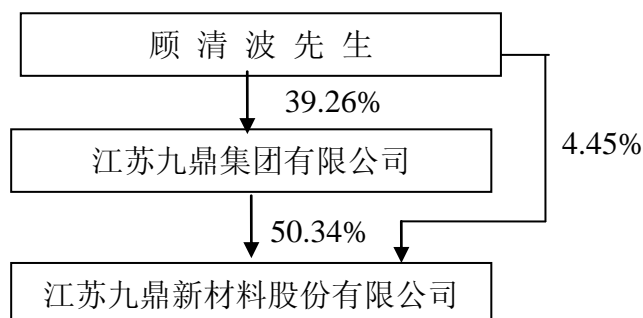 顾 清 波 先 生
39.26%
江苏九鼎集团有限公司
4.45%
50.34%
江苏九鼎新材料股份有限公司